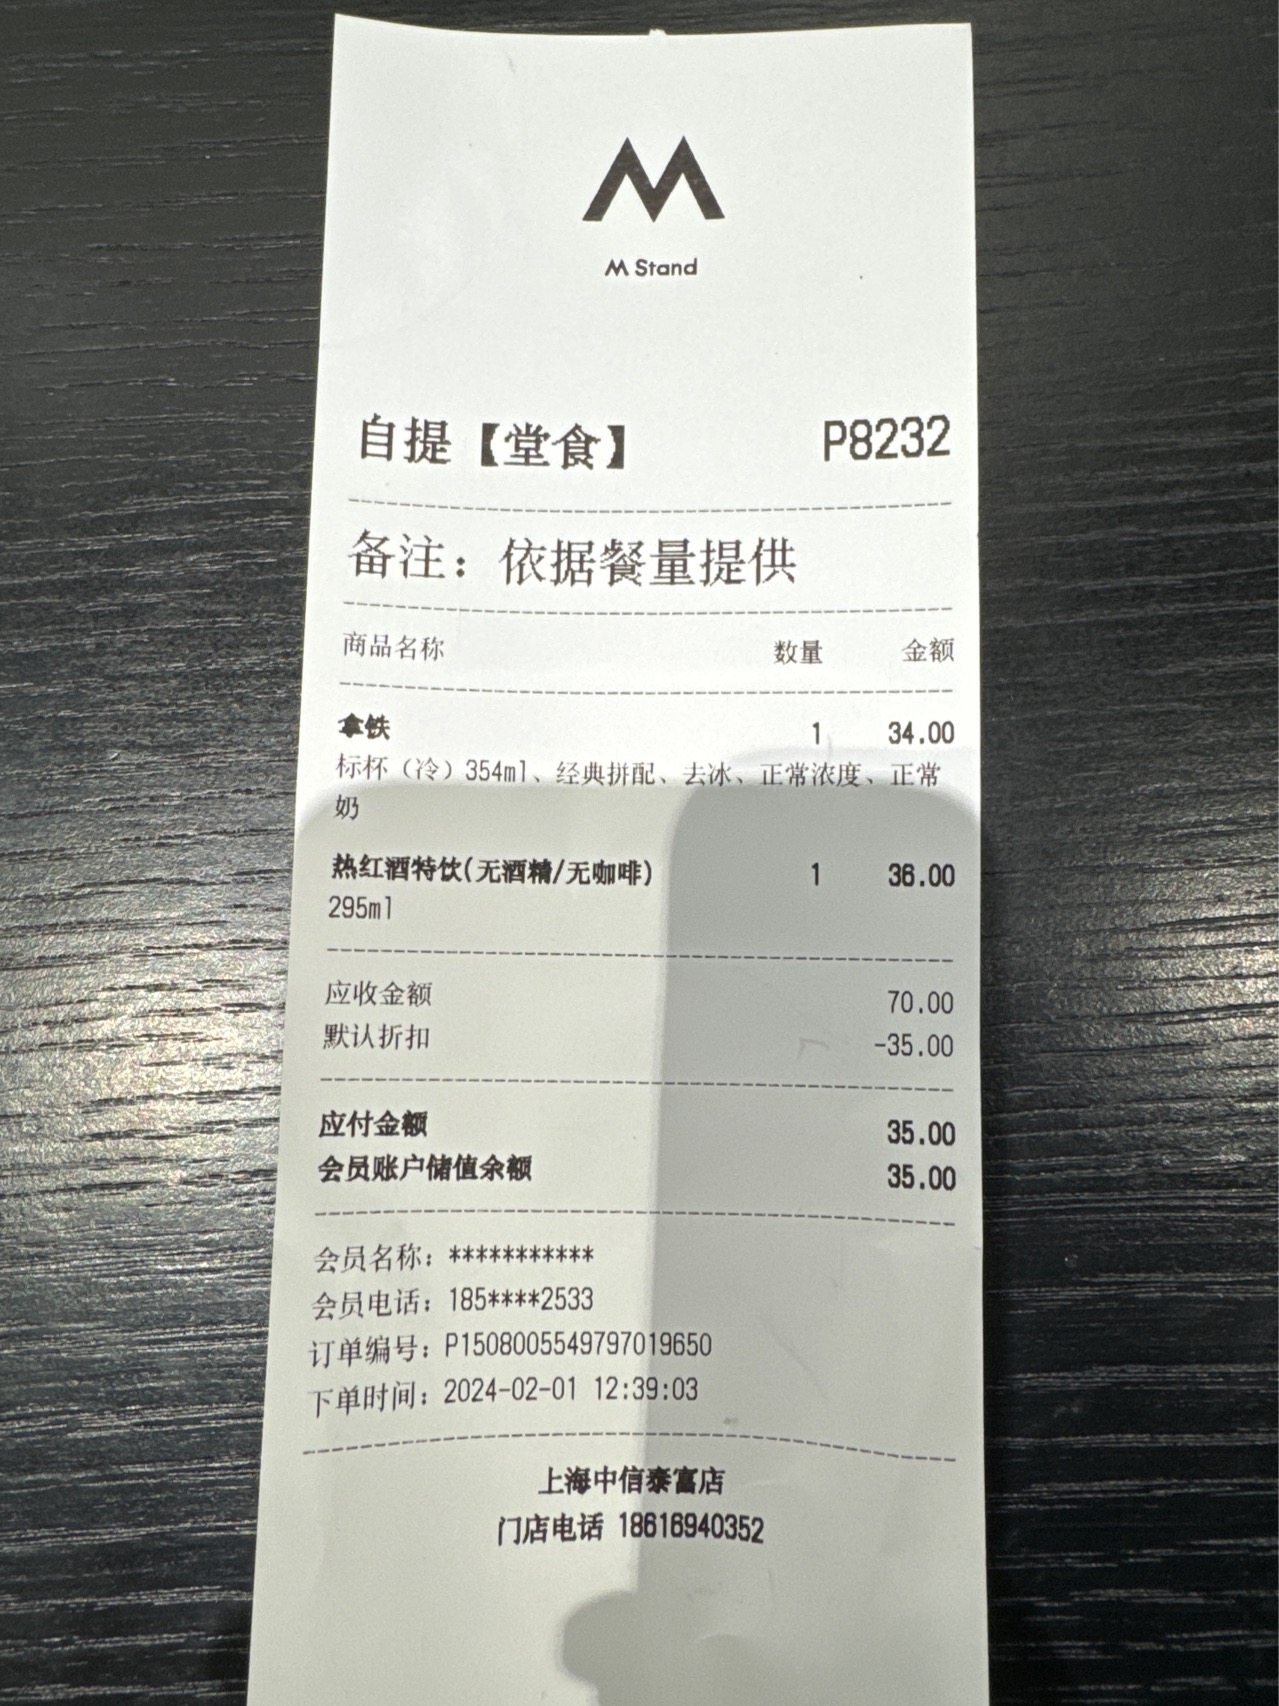 M Stand
自提【堂食】 P8232
备注：依据餐量提供
商品名称 数量 金额
拿铁 1 34.00
标杯（冷）354ml、经典拼配、去冰、正常浓度、正常
奶
热红酒特饮(无酒精/无咖啡) 1 36.00
295ml
应收金额 70.00
默认折扣 -35.00
应付金额 35.00
会员账户储值余额 35.00
会员名称：***********
会员电话：185****2533
订单编号：P1508005549797019650
下单时间：2024-02-01 12:39:03
上海中信泰富店
门店电话 18616940352